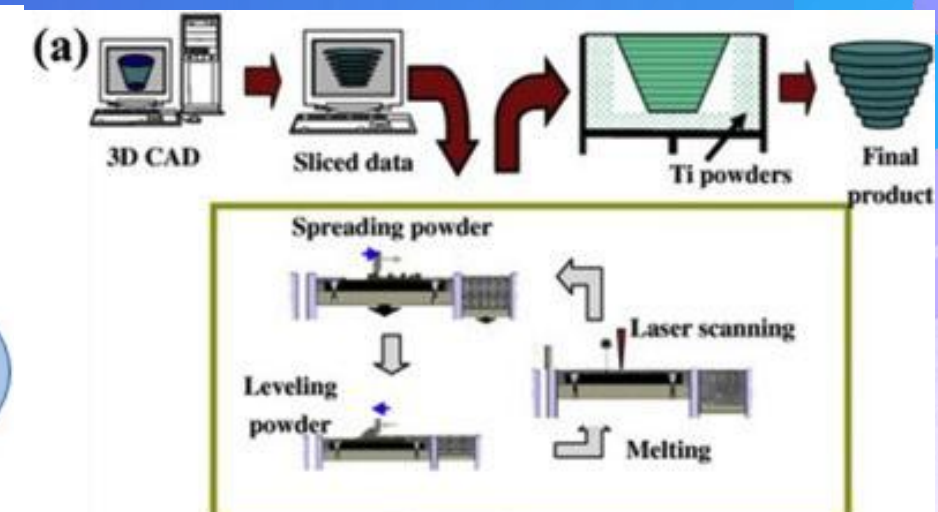 (a)
3D CAD
Sliced data
Ti powders
Final
product
Spreading powder
Laser scanning
Leveling
powder
Melting